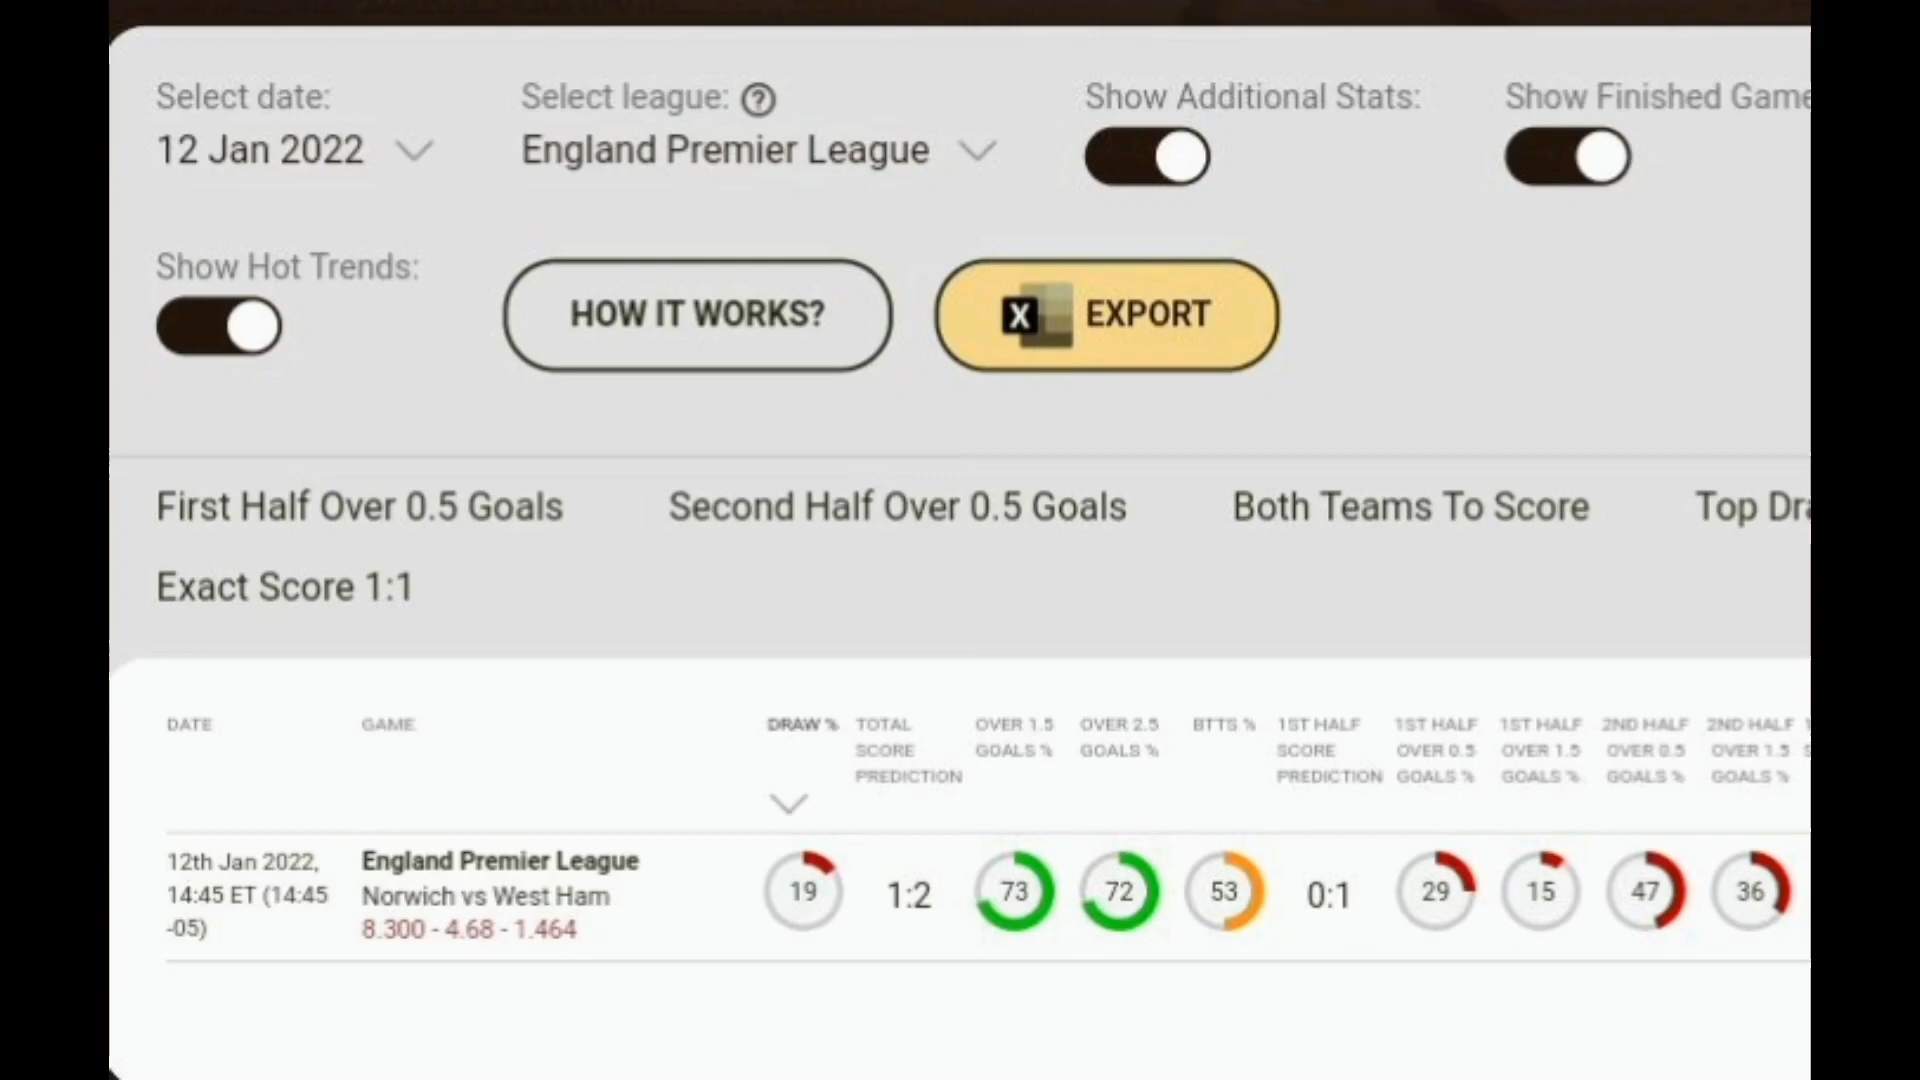 Select date:
12 Jan 2022
Select league: ?
England Premier League
Show Additional Stats:
Show Finished Game
Show Hot Trends:
HOW IT WORKS?
X EXPORT
First Half Over 0.5 Goals
Second Half Over 0.5 Goals
Both Teams To Score
Top Dra
Exact Score 1:1
DATE
GAME
DRAW %
TOTAL
SCORE
PREDICTION
OVER 1.5
GOALS %
OVER 2.5
GOALS %
BTTS %
1ST HALF
SCORE
PREDICTION
1ST HALF
OVER 0.5
GOALS %
1ST HALF
OVER 1.5
GOALS %
2ND HALF
OVER 0.5
GOALS %
2ND HALF
OVER 1.5
GOALS %
12th Jan 2022,
14:45 ET (14:45
-05)
England Premier League
Norwich vs West Ham
8.300 - 4.68 - 1.464
19
1:2
73
72
53
0:1
29
15
47
36